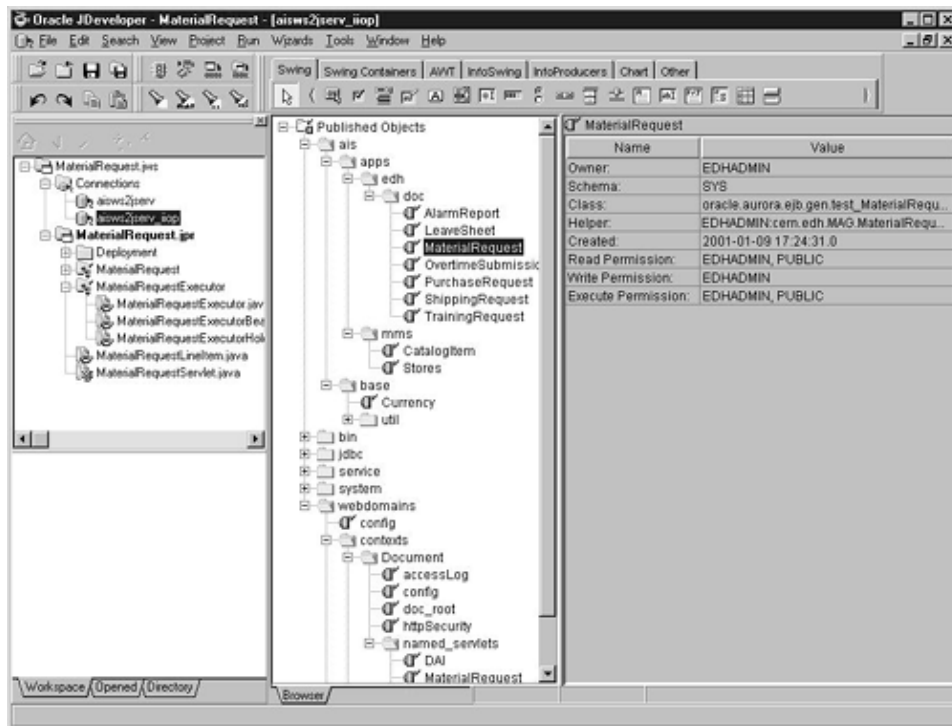 Oracle JDeveloper - MaterialRequest - [aisws2jserv_iiop]
File Edit Search View Project Run Wizards Tools Window Help
Swing Swing Containers AWT InfoSwing InfoProducers Chart Other
MaterialRequest.jws
Connections
aisws2jserv
aisws2jserv_iiop
MaterialRequest.jpr
Deployment
MaterialRequest
MaterialRequestExecutor
MaterialRequestExecutor.jav
MaterialRequestExecutorBea
MaterialRequestExecutorHol
MaterialRequestLineItem.java
MaterialRequestServlet.java
Workspace Opened Directory
Published Objects
ais
apps
edh
doc
AlarmReport
LeaveSheet
MaterialRequest
OvertimeSubmissic
PurchaseRequest
ShippingRequest
TrainingRequest
mms
CatalogItem
Stores
base
Currency
util
bin
jdbc
service
system
webdomains
config
contexts
Document
accessLog
config
doc_root
httpSecurity
named_servlets
DAI
MaterialRequest
Browser
MaterialRequest
Name Value
Owner: EDHADMIN
Schema: SYS
Class: oracle.aurora.ejb.gen.test_MaterialRequ...
Helper: EDHADMIN:cern.edh.MAG.MaterialRequ...
Created: 2001-01-09 17:24:31.0
Read Permission: EDHADMIN, PUBLIC
Write Permission: EDHADMIN
Execute Permission: EDHADMIN, PUBLIC